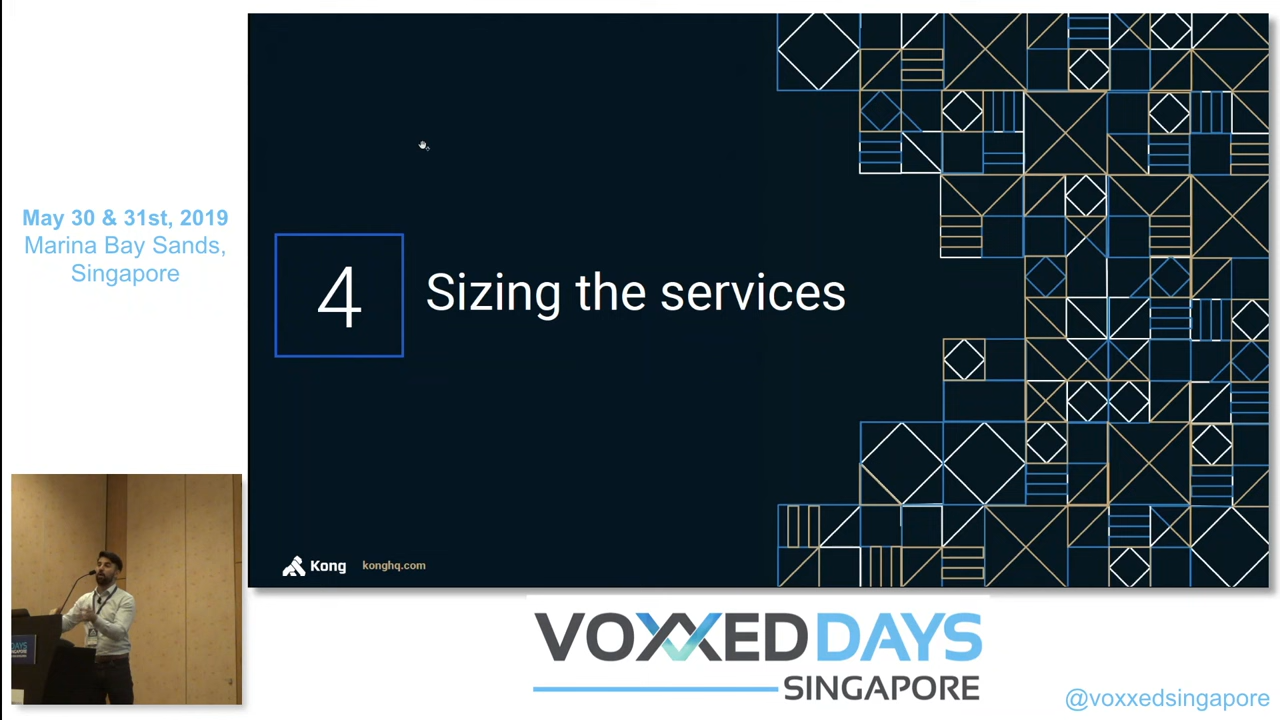 May 30 & 31st, 2019
Marina Bay Sands,
Singapore
4
Sizing the services
Kong
konghq.com
DAYS
VOXXED DAYS
SINGAPORE
@voxxedsingapore